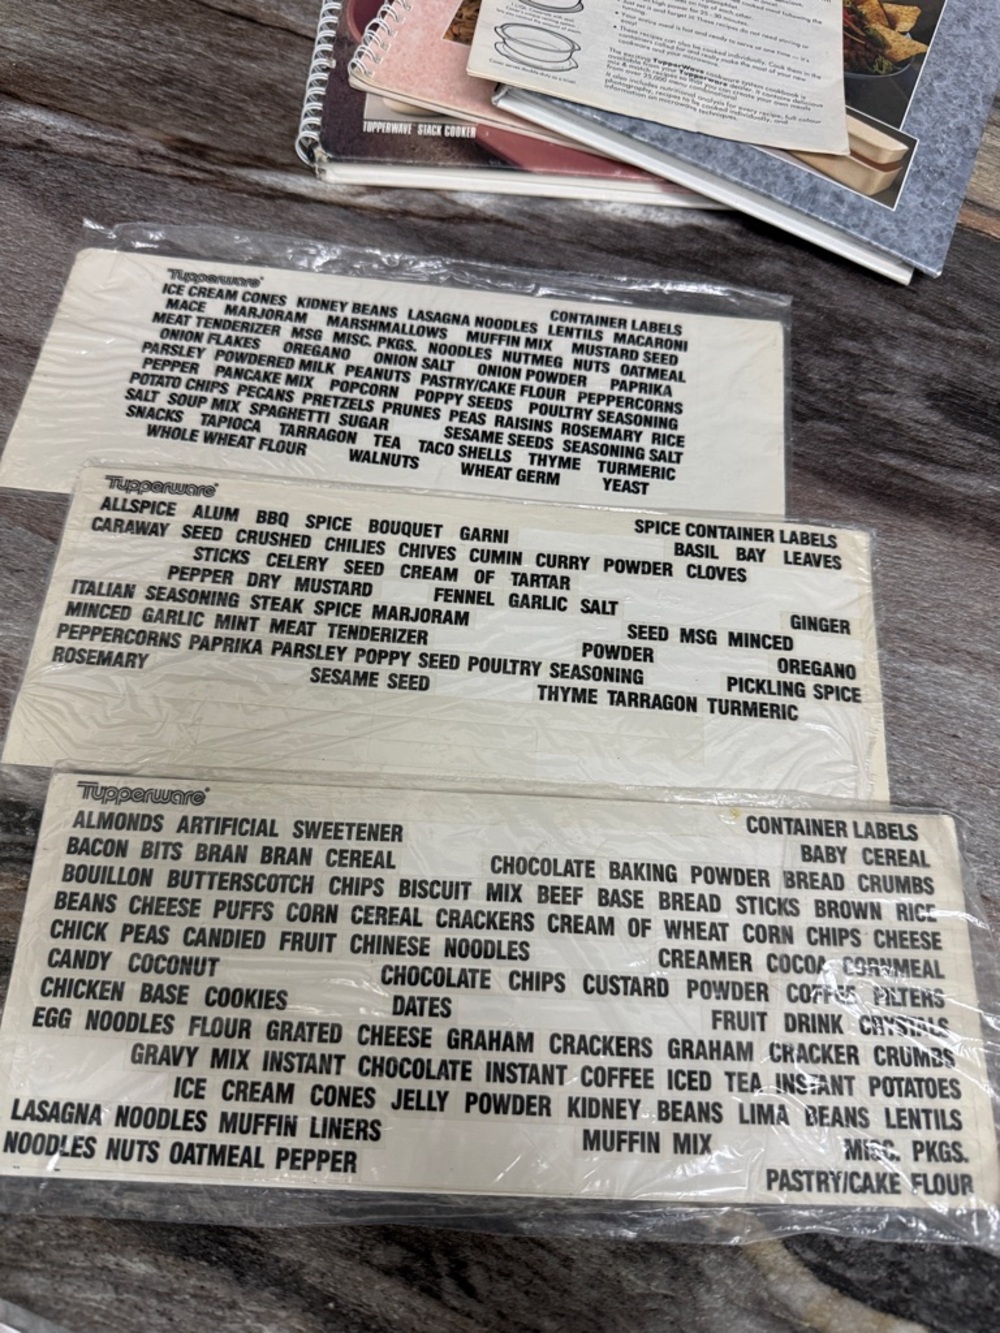 TUPPERWAVE STACK COOKER
Tupperware
CONTAINER LABELS
ICE CREAM CONES KIDNEY BEANS LASAGNA NOODLES LENTILS MACARONI
MACE MARJORAM MARSHMALLOWS MUFFIN MIX MUSTARD SEED
MEAT TENDERIZER MSG MISC. PKGS. NOODLES NUTMEG NUTS OATMEAL
ONION FLAKES OREGANO ONION SALT ONION POWDER PAPRIKA
PARSLEY POWDERED MILK PEANUTS PASTRY/CAKE FLOUR PEPPERCORNS
PEPPER PANCAKE MIX POPCORN POPPY SEEDS POULTRY SEASONING
POTATO CHIPS PECANS PRETZELS PRUNES PEAS RAISINS ROSEMARY RICE
SALT SOUP MIX SPAGHETTI SUGAR SESAME SEEDS SEASONING SALT
SNACKS TAPIOCA TARRAGON TEA TACO SHELLS THYME TURMERIC
WHOLE WHEAT FLOUR WALNUTS WHEAT GERM YEAST
Tupperware
SPICE CONTAINER LABELS
ALLSPICE ALUM BBQ SPICE BOUQUET GARNI BASIL BAY LEAVES
CARAWAY SEED CRUSHED CHILIES CHIVES CUMIN CURRY POWDER CLOVES
STICKS CELERY SEED CREAM OF TARTAR
PEPPER DRY MUSTARD FENNEL GARLIC SALT GINGER
ITALIAN SEASONING STEAK SPICE MARJORAM SEED MSG MINCED
MINCED GARLIC MINT MEAT TENDERIZER POWDER OREGANO
PEPPERCORNS PAPRIKA PARSLEY POPPY SEED POULTRY SEASONING PICKLING SPICE
ROSEMARY SESAME SEED THYME TARRAGON TURMERIC
Tupperware
CONTAINER LABELS
ALMONDS ARTIFICIAL SWEETENER BABY CEREAL
BACON BITS BRAN BRAN CEREAL CHOCOLATE BAKING POWDER BREAD CRUMBS
BOUILLON BUTTERSCOTCH CHIPS BISCUIT MIX BEEF BASE BREAD STICKS BROWN RICE
BEANS CHEESE PUFFS CORN CEREAL CRACKERS CREAM OF WHEAT CORN CHIPS CHEESE
CHICK PEAS CANDIED FRUIT CHINESE NOODLES CREAMER COCOA CORNMEAL
CANDY COCONUT CHOCOLATE CHIPS CUSTARD POWDER COFFEE FILTERS
CHICKEN BASE COOKIES DATES FRUIT DRINK CRYSTALS
EGG NOODLES FLOUR GRATED CHEESE GRAHAM CRACKERS GRAHAM CRACKER CRUMBS
GRAVY MIX INSTANT CHOCOLATE INSTANT COFFEE ICED TEA INSTANT POTATOES
ICE CREAM CONES JELLY POWDER KIDNEY BEANS LIMA BEANS LENTILS
LASAGNA NOODLES MUFFIN LINERS MUFFIN MIX MISC. PKGS.
NOODLES NUTS OATMEAL PEPPER PASTRY/CAKE FLOUR